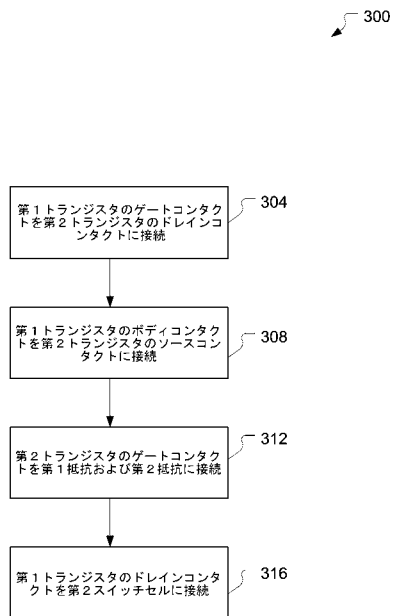 300
第1トランジスタのゲートコンタク
トを第2トランジスタのドレインコ
ンタクトに接続
304
第1トランジスタのボディコンタク
トを第2トランジスタのソースコン
タクトに接続
308
第2トランジスタのゲートコンタク
トを第1抵抗および第2抵抗に接続
312
第1トランジスタのドレインコンタ
クトを第2スイッチセルに接続
316